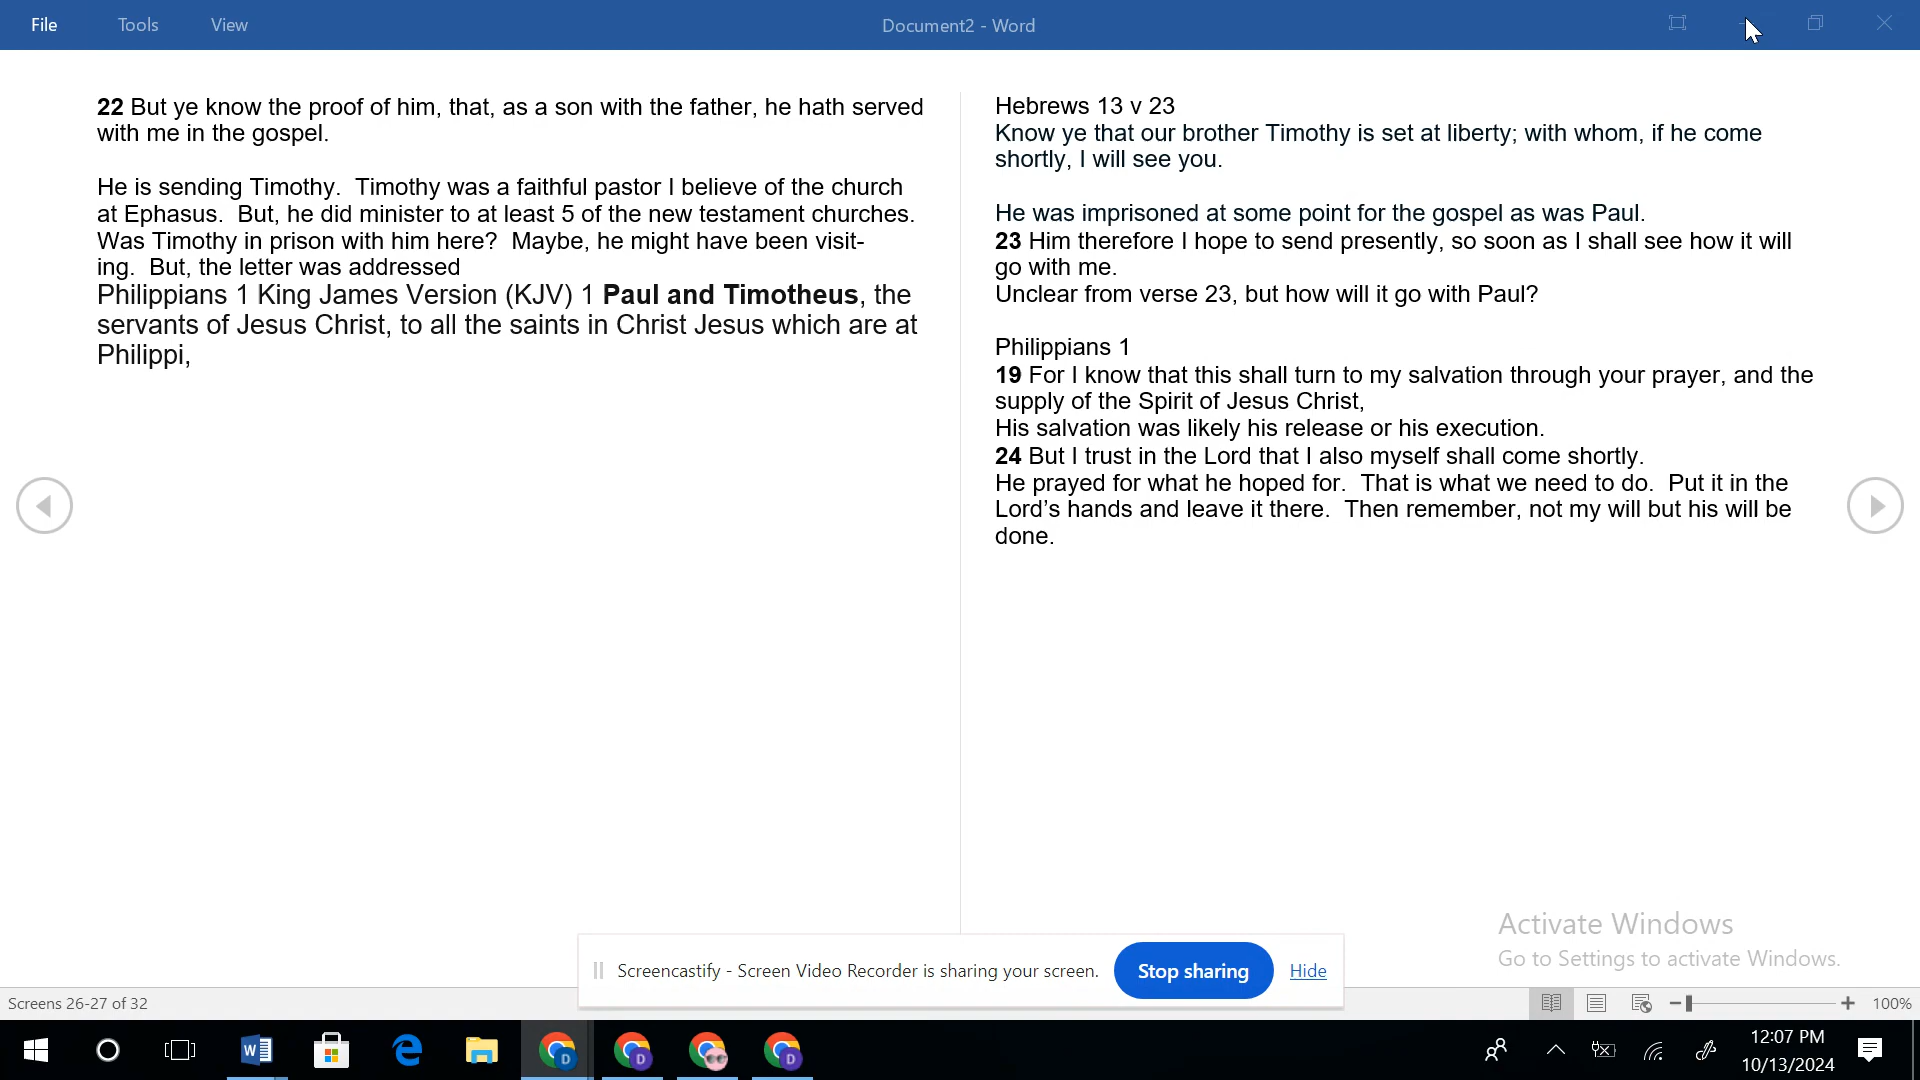 File
Tools
View
Document2 - Word
22 But ye know the proof of him, that, as a son with the father, he hath served
with me in the gospel.
He is sending Timothy.  Timothy was a faithful pastor I believe of the church
at Ephasus.  But, he did minister to at least 5 of the new testament churches.
Was Timothy in prison with him here?  Maybe, he might have been visit-
ing.  But, the letter was addressed
Philippians 1 King James Version (KJV) 1 Paul and Timotheus, the
servants of Jesus Christ, to all the saints in Christ Jesus which are at
Philippi,
Hebrews 13 v 23
Know ye that our brother Timothy is set at liberty; with whom, if he come
shortly, I will see you.
He was imprisoned at some point for the gospel as was Paul.
23 Him therefore I hope to send presently, so soon as I shall see how it will
go with me.
Unclear from verse 23, but how will it go with Paul?
Philippians 1
19 For I know that this shall turn to my salvation through your prayer, and the
supply of the Spirit of Jesus Christ,
His salvation was likely his release or his execution.
24 But I trust in the Lord that I also myself shall come shortly.
He prayed for what he hoped for.  That is what we need to do.  Put it in the
Lord’s hands and leave it there.  Then remember, not my will but his will be
done.
Activate Windows
Go to Settings to activate Windows.
Screencastify - Screen Video Recorder is sharing your screen.
Stop sharing
Hide
Screens 26-27 of 32
100%
12:07 PM
10/13/2024